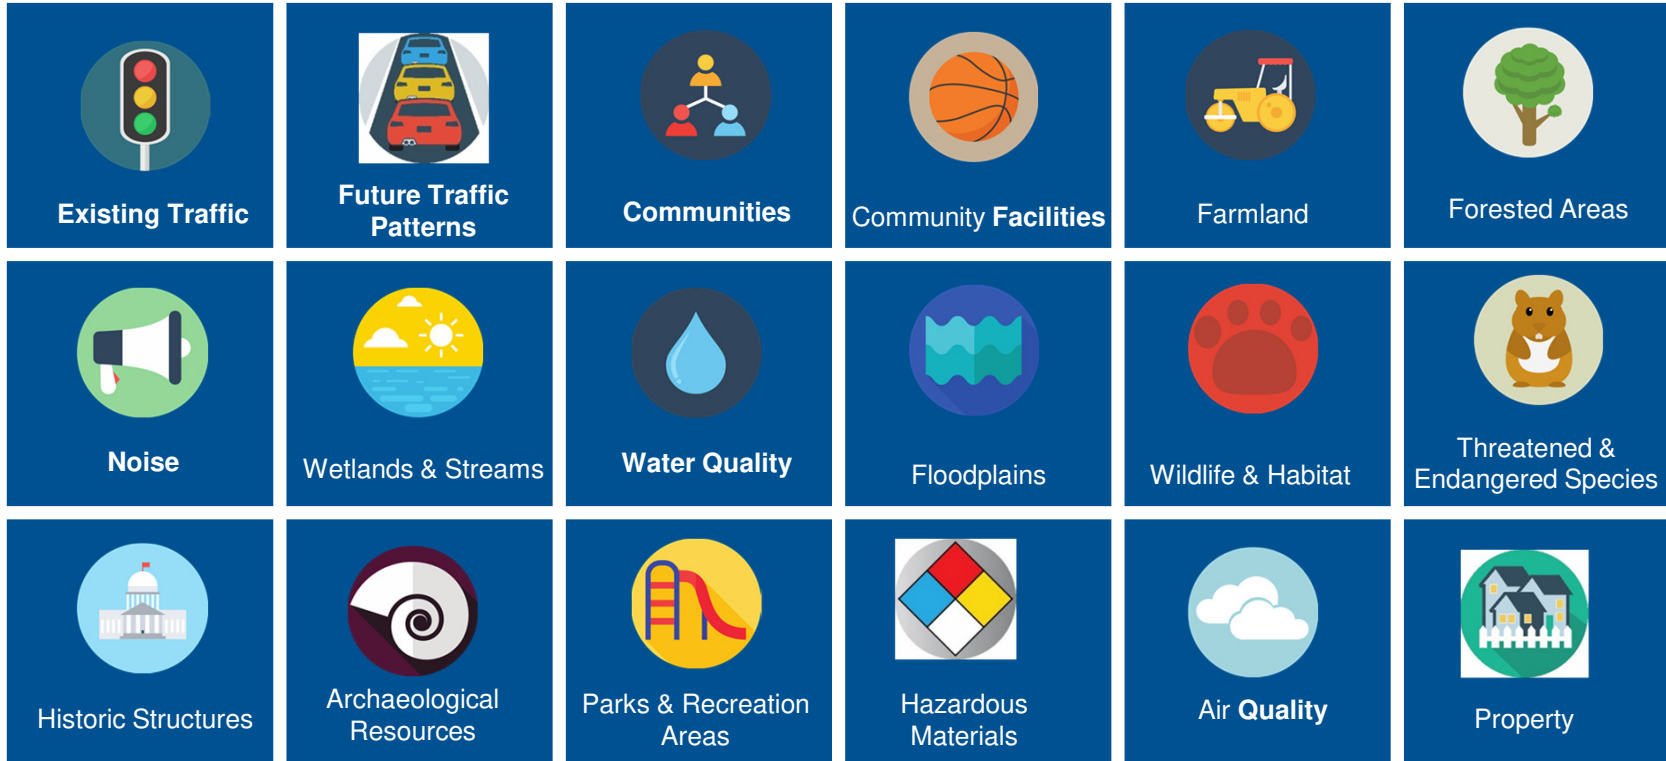 Existing Traffic
Future Traffic
Patterns
Communities
Community Facilities
Farmland
Forested Areas
Noise
Wetlands & Streams
Water Quality
Floodplains
Wildlife & Habitat
Threatened &
Endangered Species
Historic Structures
Archaeological
Resources
Parks & Recreation
Areas
Hazardous
Materials
Air Quality
Property